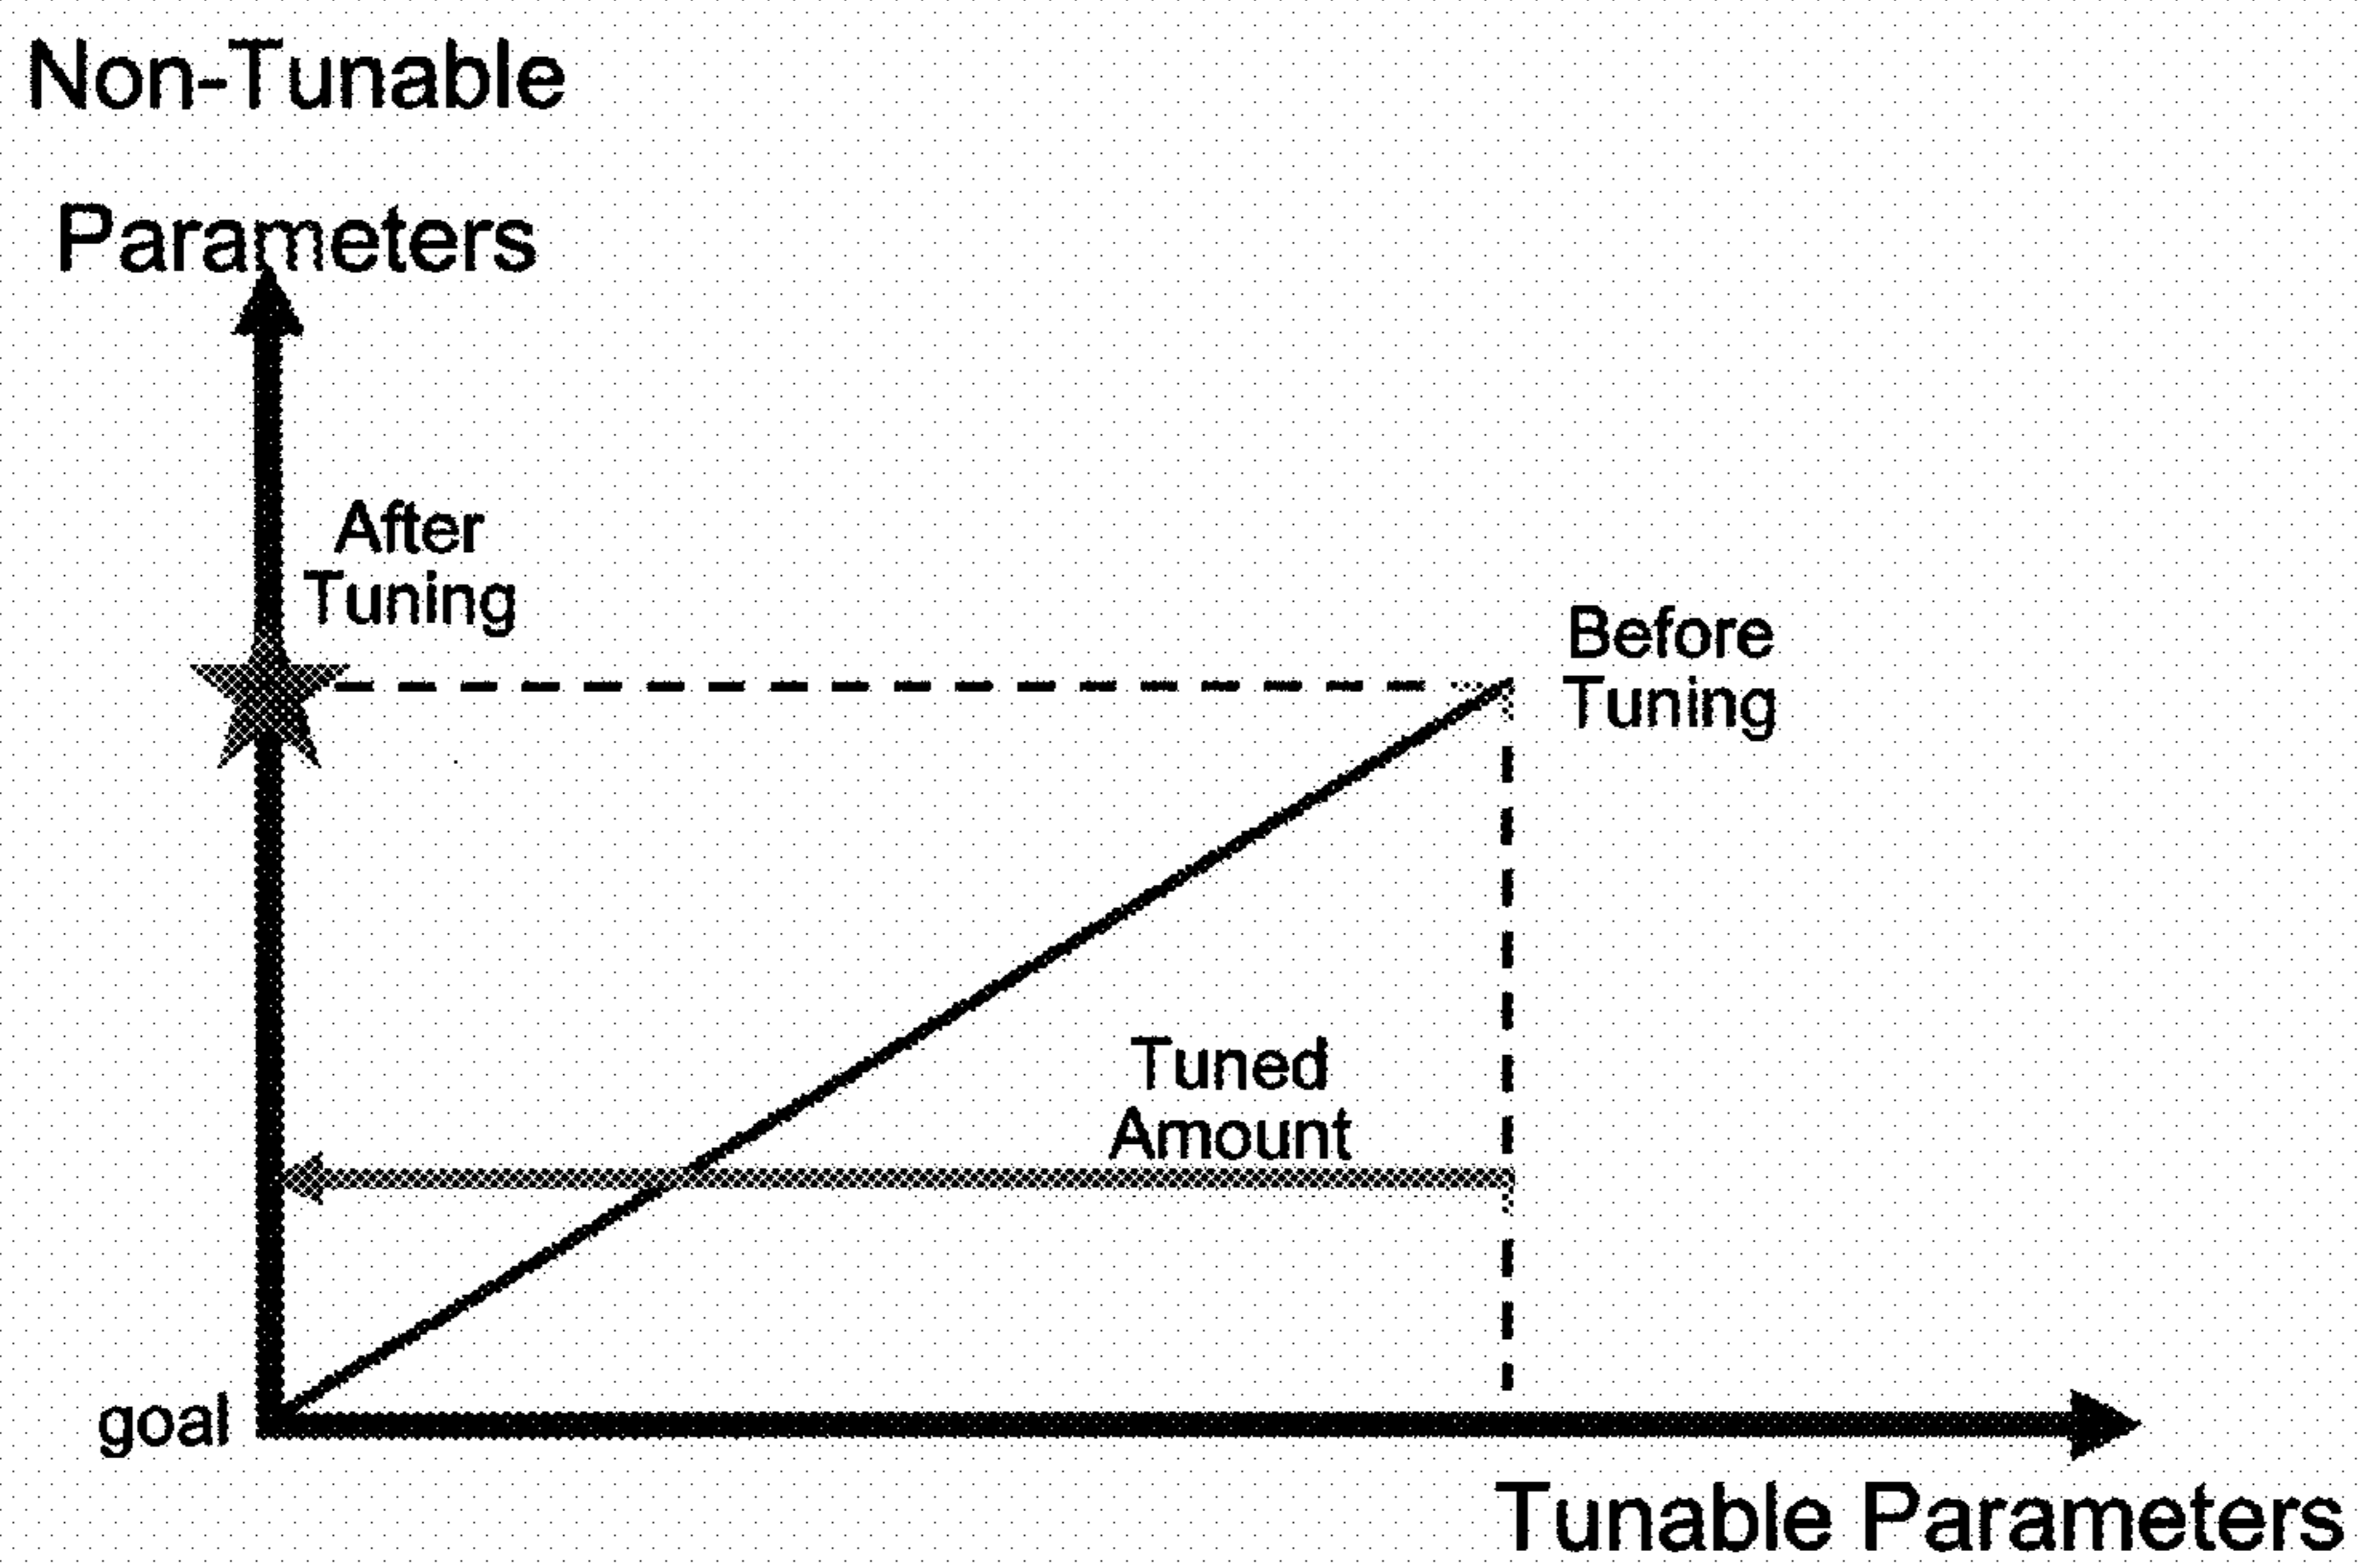 Non-Tunable
Parameters
After
Tuning
Before
Tuning
Tuned
Amount
goal
Tunable Parameters